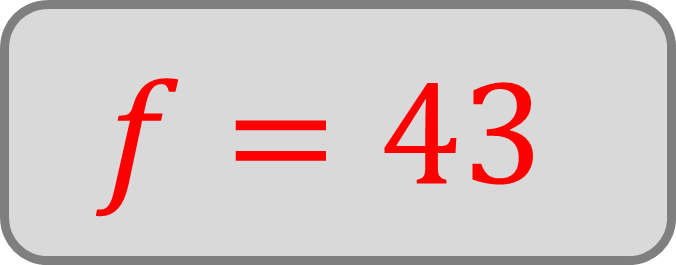 f = 43